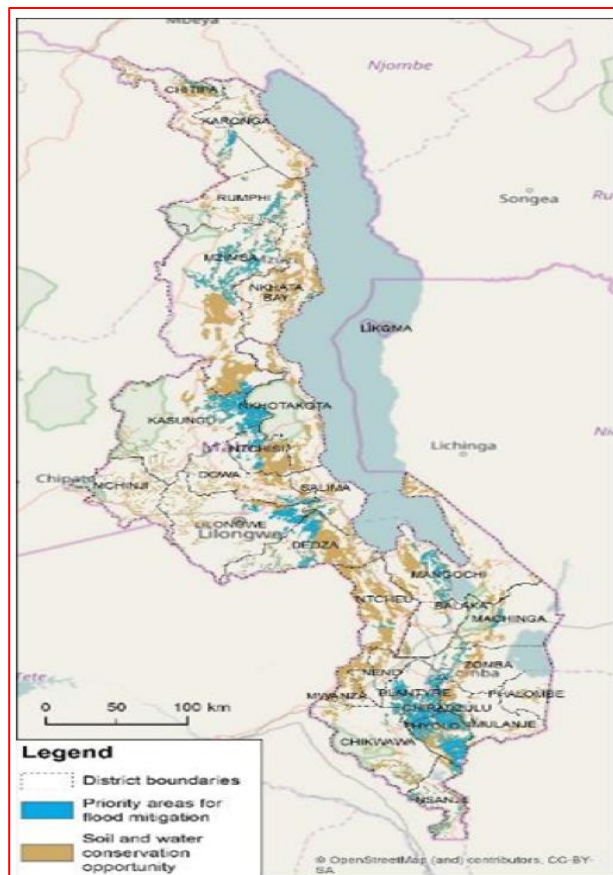 Mbeya
Njombe
CHITIPA
KARONGA
RUMPHI
Songea
Ru
MZIMBA
NKHATA
BAY
LIKOMA
KASUNGU
NKHOTAKOTA
Lichinga
NTCHISI
Chipata
MCHINJI
DOWA
SALIMA
LILONGWE
Lilongwe
DEDZA
MANGOCHI
NTCHEU
BALAKA
MACHINGA
Tete
ZOMBA
NENO
MWANZA
BLANTYRE
PHALOMBE
CHIRADZULU
THYOLO
MULANJE
CHIKWAWA
NSANJE
0 50 100 km
Legend
District boundaries
Priority areas for
flood mitigation
Soil and water
conservation
opportunity
© OpenStreetMap (and) contributors, CC-BY-
SA